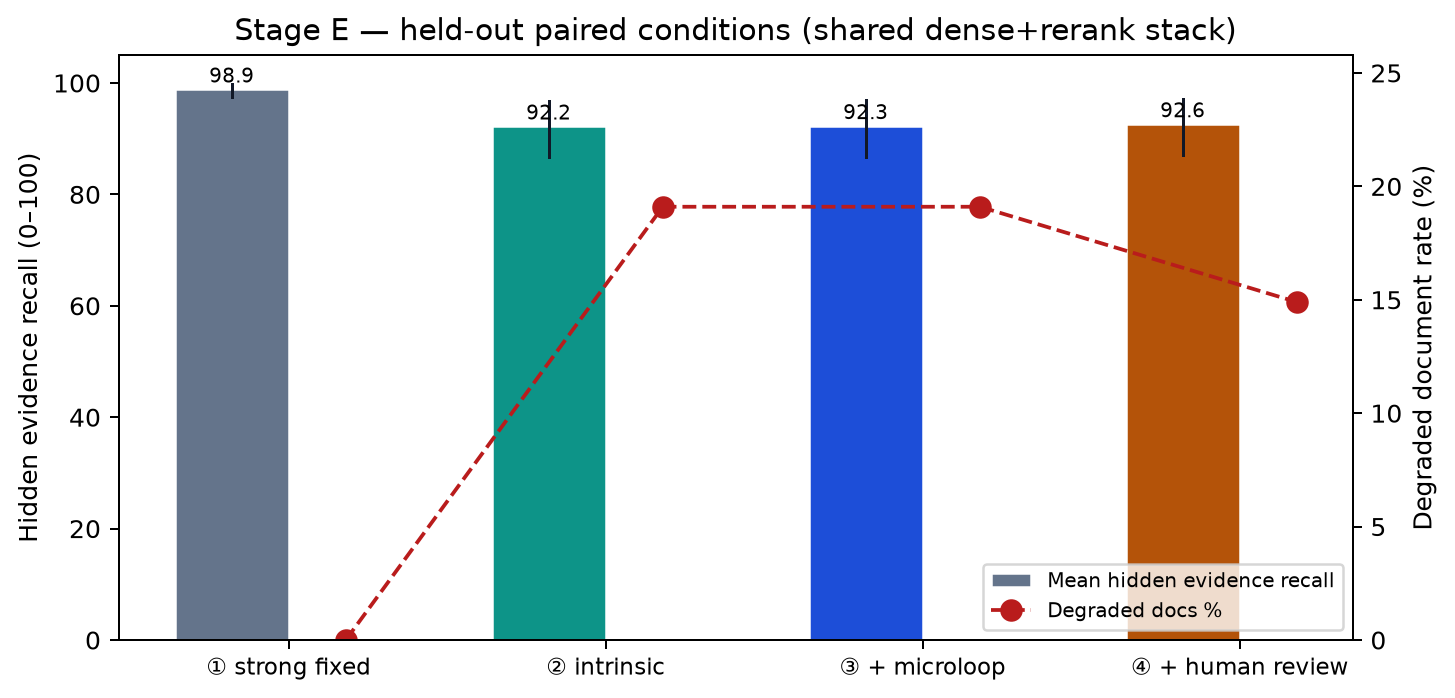 Stage E — held-out paired conditions (shared dense+rerank stack)
Hidden evidence recall (0–100)
100
80
60
40
20
0
98.9
92.2
92.3
92.6
25
20
15
10
5
0
Degraded document rate (%)
Mean hidden evidence recall
Degraded docs %
① strong fixed
② intrinsic
③ + microloop
④ + human review